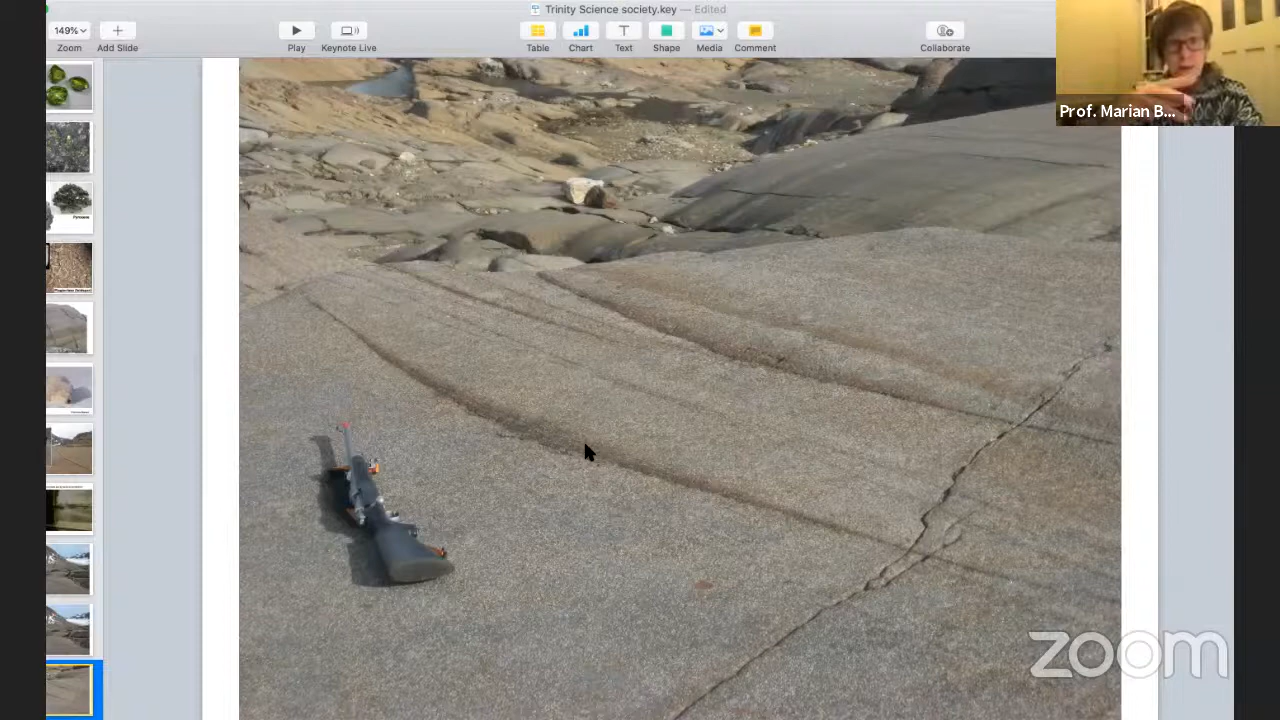 Trinity Science society.key — Edited
149%
Zoom
Add Slide
Play
Keynote Live
Table
Chart
Text
Shape
Media
Comment
Collaborate
Prof. Marian B...
zoom